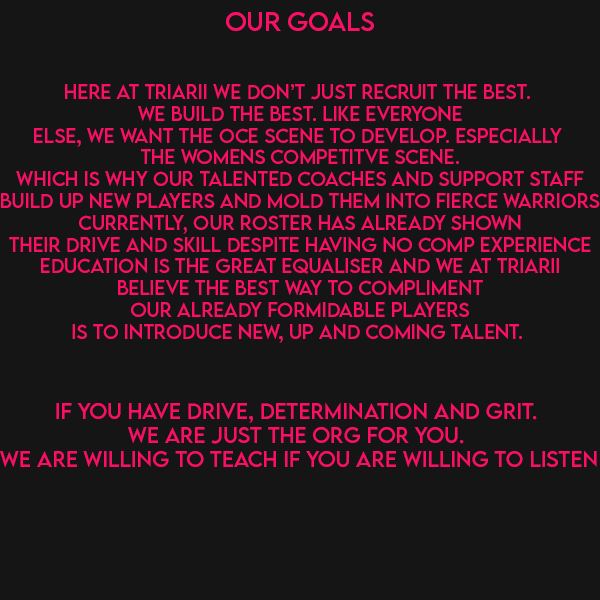 OUR GOALS
HERE AT TRIARII WE DON'T JUST RECRUIT THE BEST.
WE BUILD THE BEST. LIKE EVERYONE
ELSE, WE WANT THE OCE SCENE TO DEVELOP. ESPECIALLY
THE WOMENS COMPETITVE SCENE.
WHICH IS WHY OUR TALENTED COACHES AND SUPPORT STAFF
BUILD UP NEW PLAYERS AND MOLD THEM INTO FIERCE WARRIORS
CURRENTLY, OUR ROSTER HAS ALREADY SHOWN
THEIR DRIVE AND SKILL DESPITE HAVING NO COMP EXPERIENCE
EDUCATION IS THE GREAT EQUALISER AND WE AT TRIARII
BELIEVE THE BEST WAY TO COMPLIMENT
OUR ALREADY FORMIDABLE PLAYERS
IS TO INTRODUCE NEW, UP AND COMING TALENT.
IF YOU HAVE DRIVE, DETERMINATION AND GRIT.
WE ARE JUST THE ORG FOR YOU.
WE ARE WILLING TO TEACH IF YOU ARE WILLING TO LISTEN